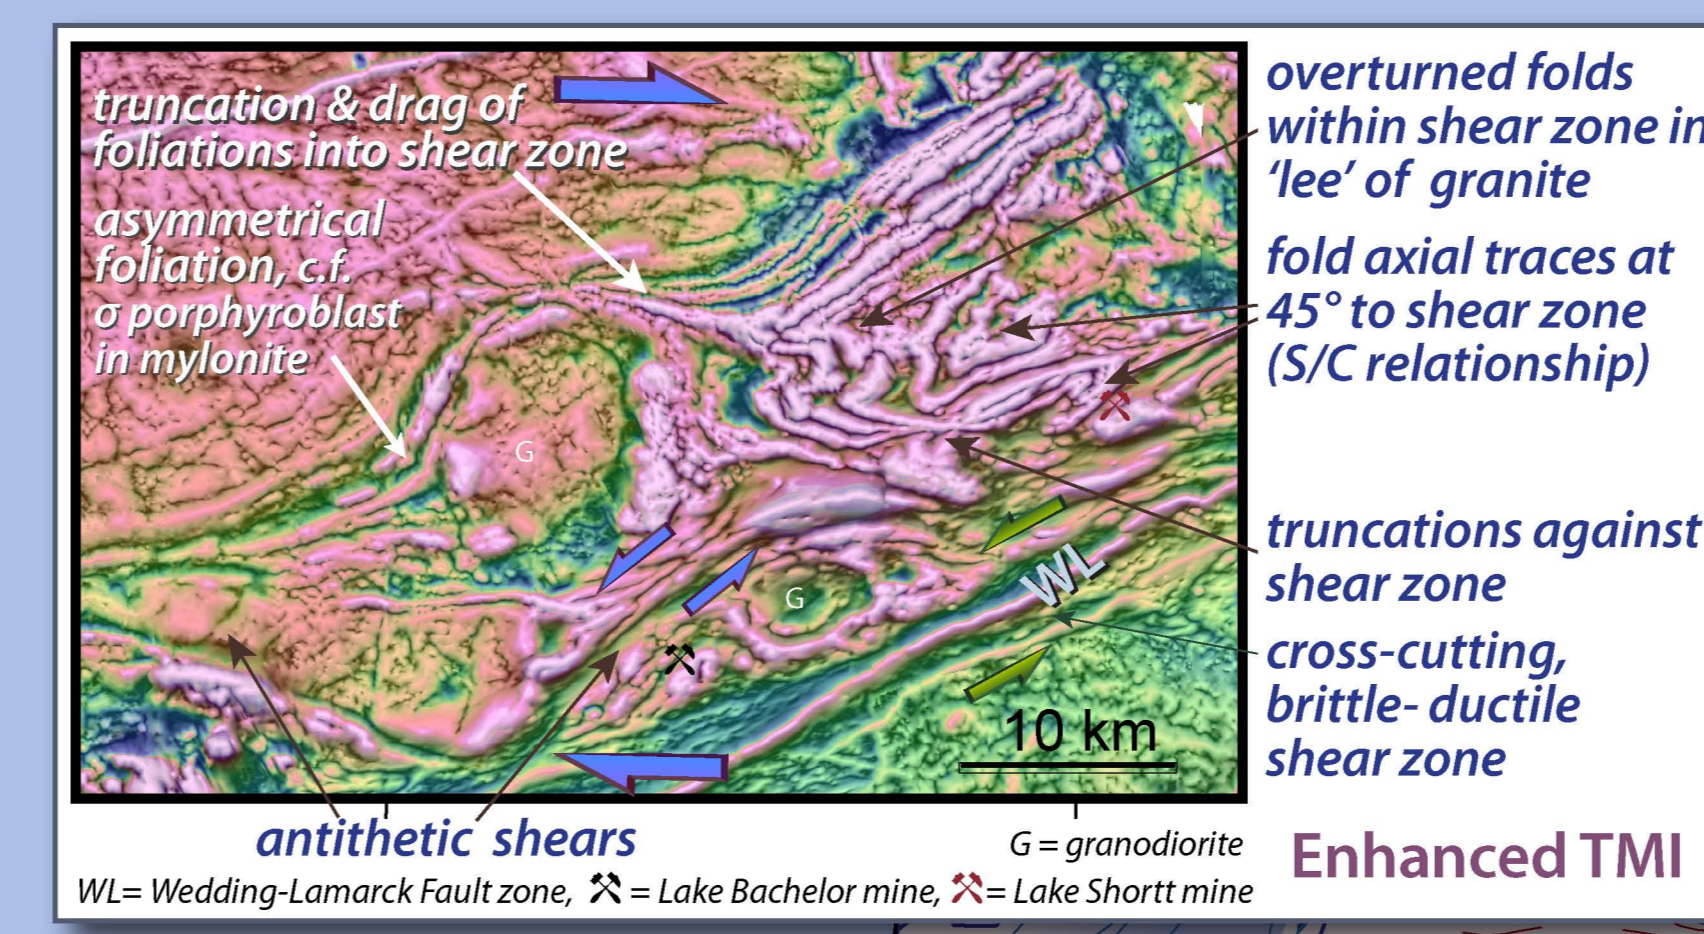 truncation & drag of
foliations into shear zone
asymmetrical
foliation, c.f.
σ porphyroblast
in mylonite
G
G
WL
10 km
overturned folds
within shear zone in
‘lee’ of granite
fold axial traces at
45° to shear zone
(S/C relationship)
truncations against
shear zone
cross-cutting,
brittle- ductile
shear zone
antithetic shears
G = granodiorite
WL= Wedding-Lamarck Fault zone, = Lake Bachelor mine, = Lake Shortt mine
Enhanced TMI